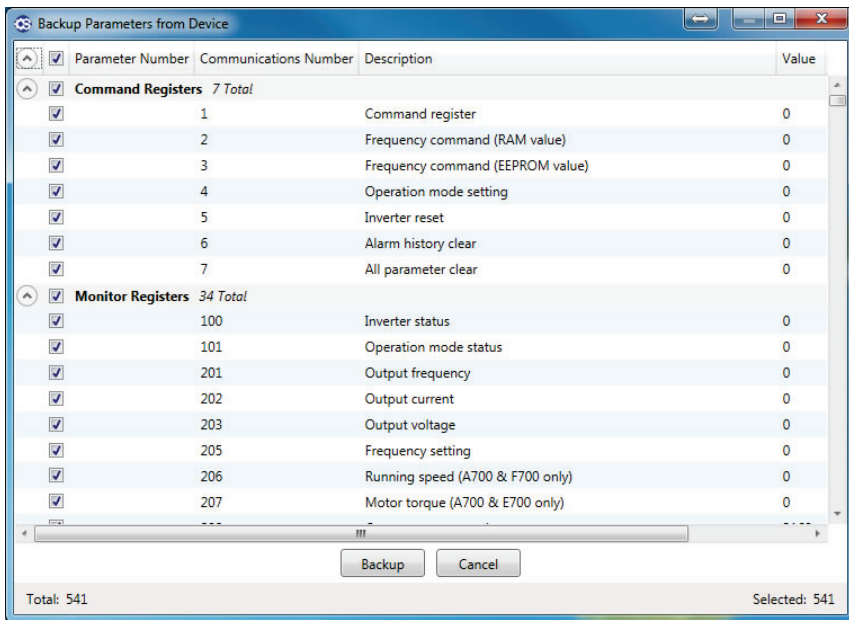 Backup Parameters from Device
Parameter Number Communications Number Description Value
Command Registers 7 Total
1 Command register 0
2 Frequency command (RAM value) 0
3 Frequency command (EEPROM value) 0
4 Operation mode setting 0
5 Inverter reset 0
6 Alarm history clear 0
7 All parameter clear 0
Monitor Registers 34 Total
100 Inverter status 0
101 Operation mode status 0
201 Output frequency 0
202 Output current 0
203 Output voltage 0
205 Frequency setting 0
206 Running speed (A700 & F700 only) 0
207 Motor torque (A700 & E700 only) 0
Backup Cancel
Total: 541 Selected: 541